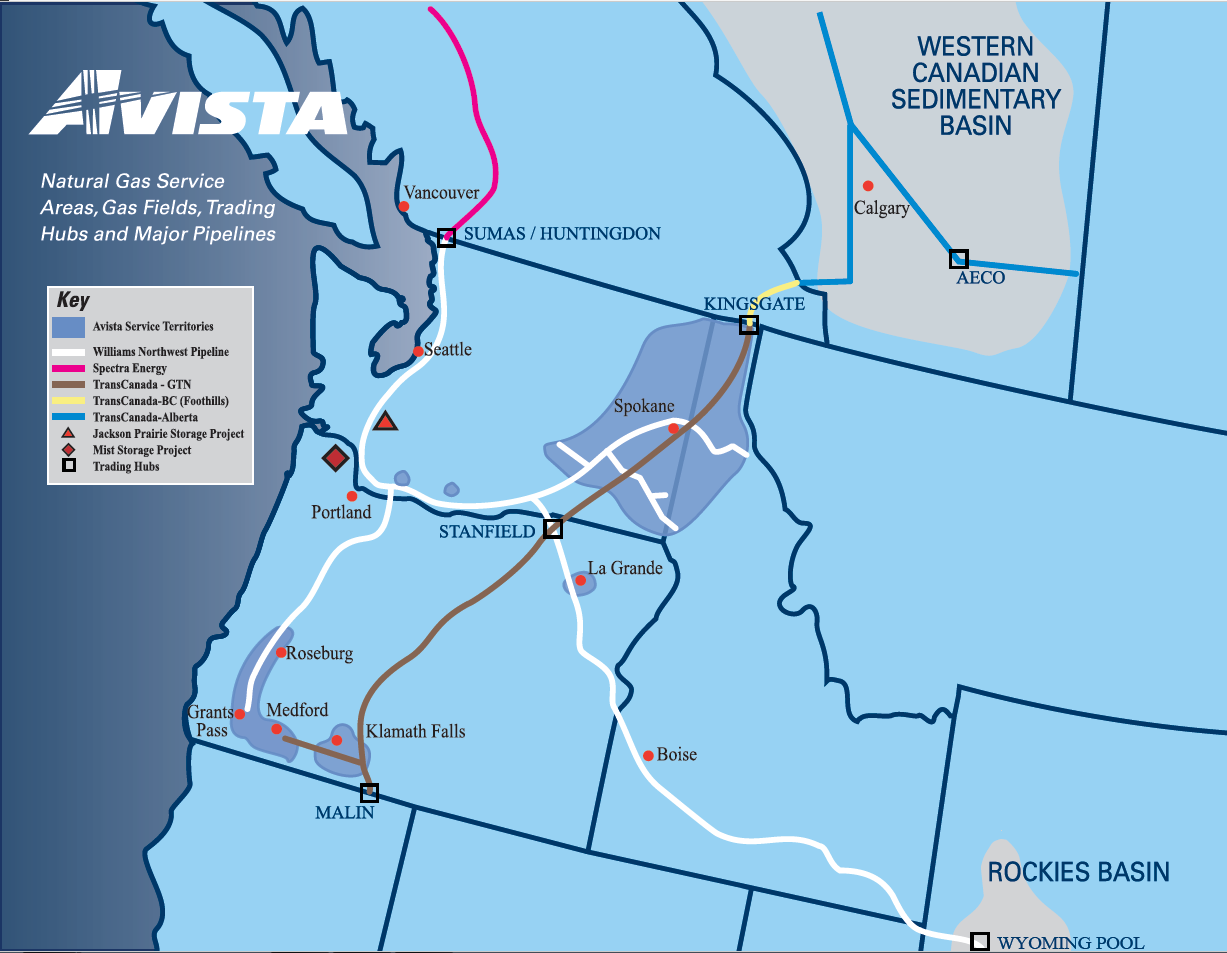 AVISTA
Natural Gas Service
Areas, Gas Fields, Trading
Hubs and Major Pipelines
Key
Avista Service Territories
Williams Northwest Pipeline
Spectra Energy
TransCanada - GTN
TransCanada-BC (Foothills)
TransCanada-Alberta
Jackson Prairie Storage Project
Mist Storage Project
Trading Hubs
WESTERN
CANADIAN
SEDIMENTARY
BASIN
Vancouver
SUMAS / HUNTINGDON
Calgary
AECO
KINGSGATE
Seattle
Spokane
Portland
STANFIELD
La Grande
Roseburg
Grants
Pass
Medford
Klamath Falls
MALIN
Boise
ROCKIES BASIN
WYOMING POOL